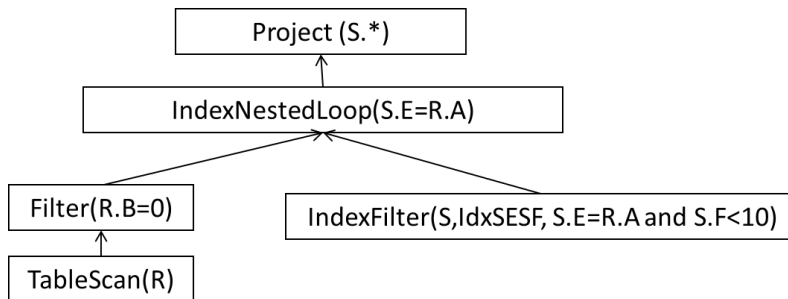 Project (S.*)
IndexNestedLoop(S.E=R.A)
Filter(R.B=0)
IndexFilter(S,IdxSESF, S.E=R.A and S.F<10)
TableScan(R)